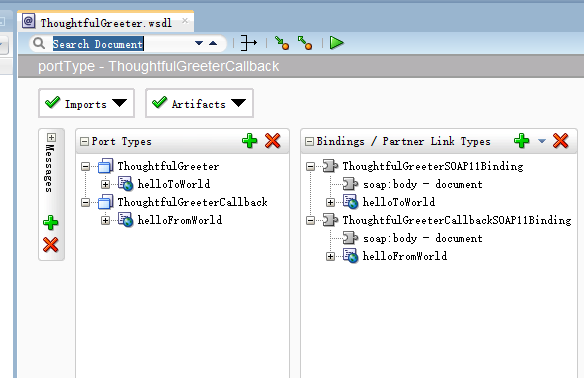 ThoughtfulGreeter.wsdl
Search Document
portType - ThoughtfulGreeterCallback
Imports
Artifacts
Messages
Port Types
ThoughtfulGreeter
helloToWorld
ThoughtfulGreeterCallback
helloFromWorld
Bindings / Partner Link Types
ThoughtfulGreeterSOAP11Binding
soap:body - document
helloToWorld
ThoughtfulGreeterCallbackSOAP11Binding
soap:body - document
helloFromWorld